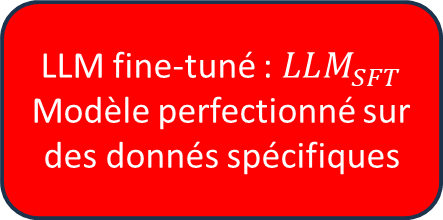 LLM fine-tuné : LLM_SFT
Modèle perfectionné sur
des donnés spécifiques